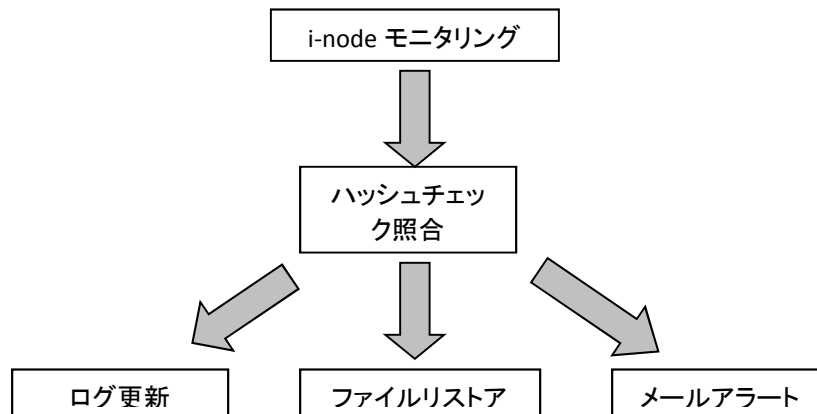 i-node モニタリング
ハッシュチェッ
ク照合
ログ更新
ファイルリストア
メールアラート